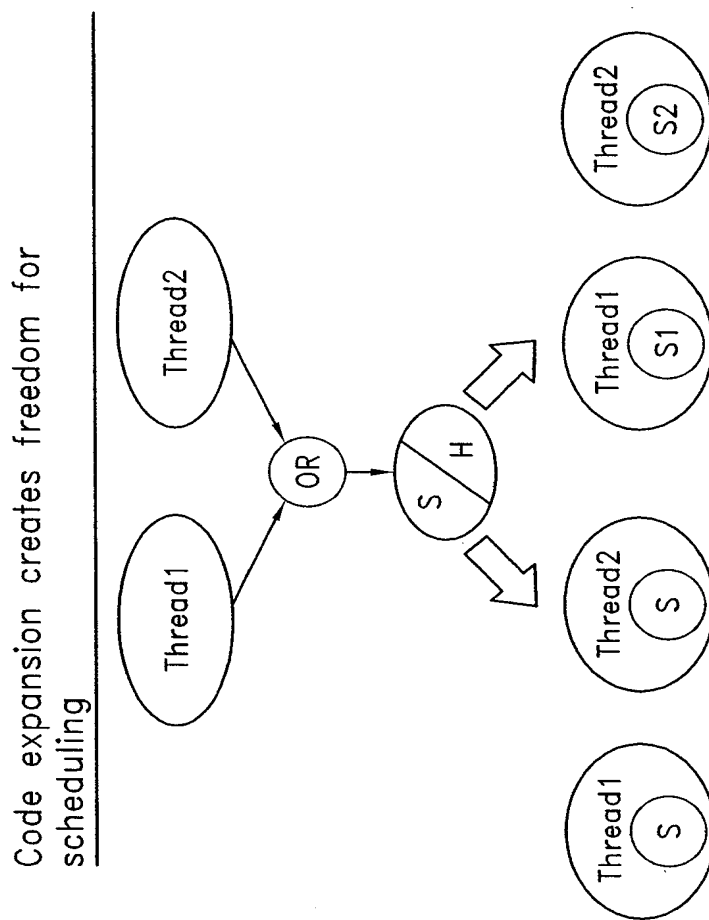 Code expansion creates freedom for
scheduling
Thread1
Thread2
OR
S
H
Thread1
S
Thread2
S
Thread1
S1
Thread2
S2